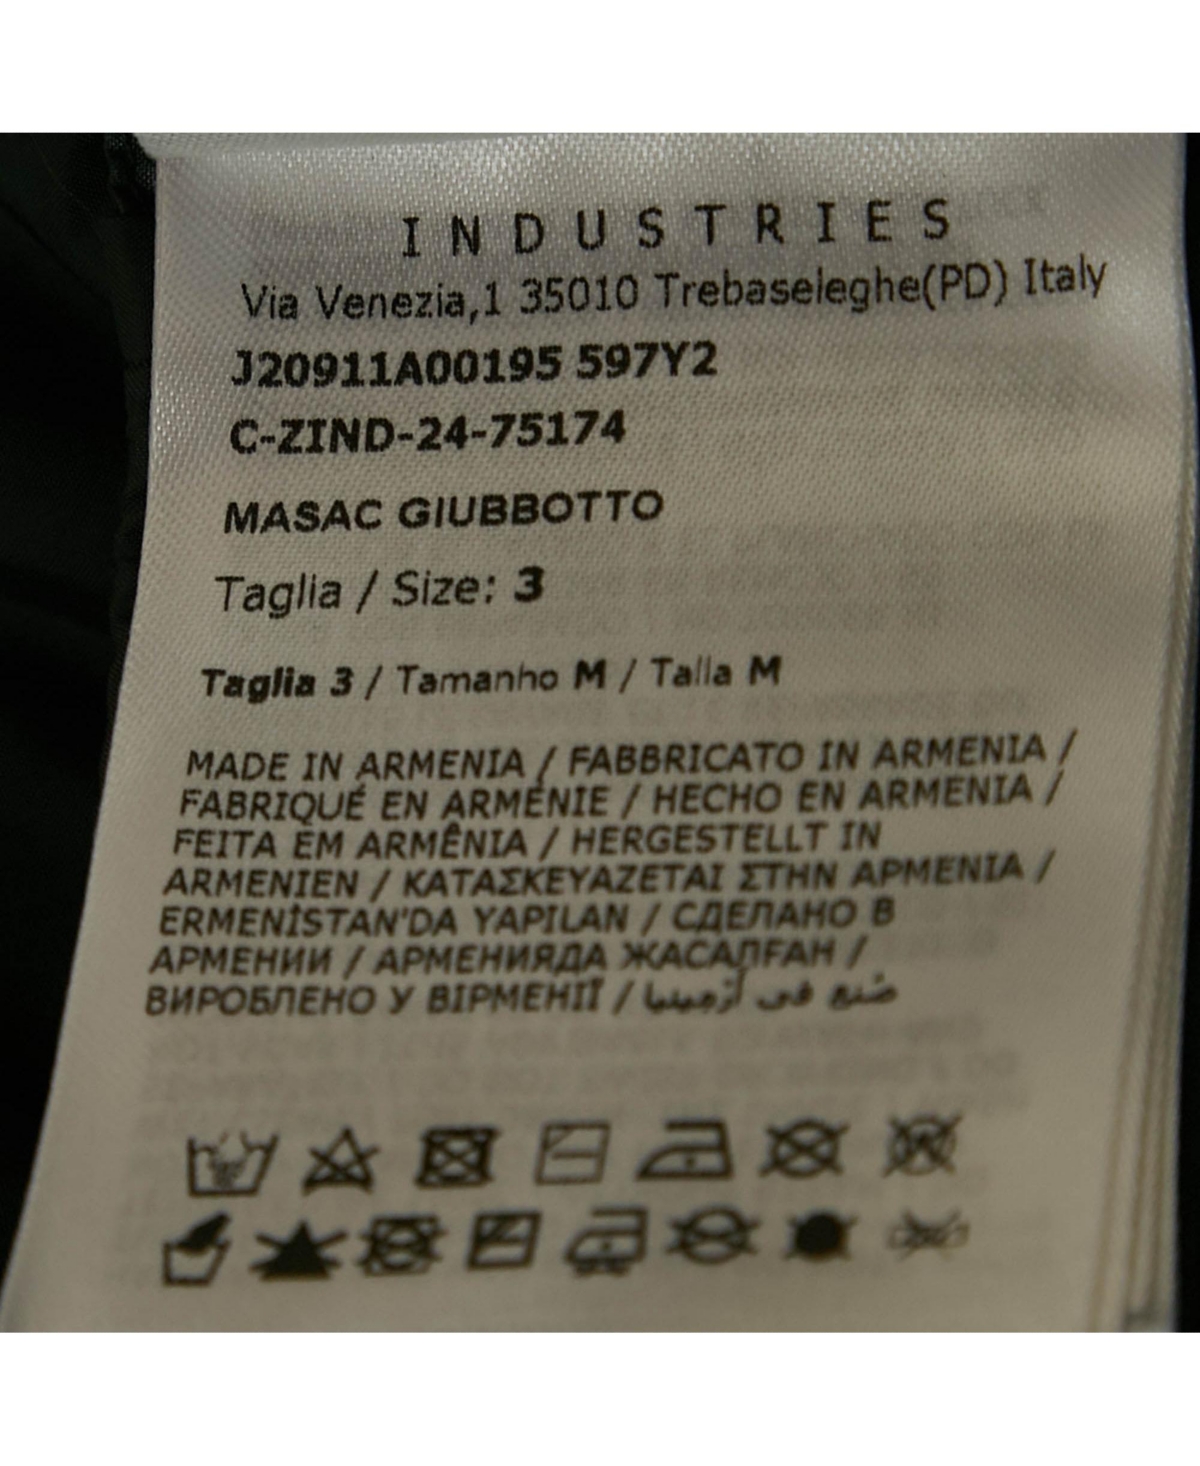 INDUSTRIES
Via Venezia,1 35010 Trebaseleghe(PD) Italy
J20911A00195 597Y2
C-ZIND-24-75174
MASAC GIUBBOTTO
Taglia / Size: 3
Taglia 3 / Tamanho M / Talla M
MADE IN ARMENIA / FABBRICATO IN ARMENIA /
FABRIQUÉ EN ARMÉNIE / HECHO EN ARMENIA /
FEITA EM ARMÊNIA / HERGESTELLT IN
ARMENIEN / ΚΑΤΑΣΚΕΥΑΖΕΤΑΙ ΣΤΗΝ ΑΡΜΕΝΙΑ /
ERMENİSTAN'DA YAPILAN / СДЕЛАНО В
АРМЕНИИ / АРМЕНИЯДА ЖАСАЛҒАН /
ВИРОБЛЕНО У ВІРМЕНІЇ / صُنع في أرمينيا